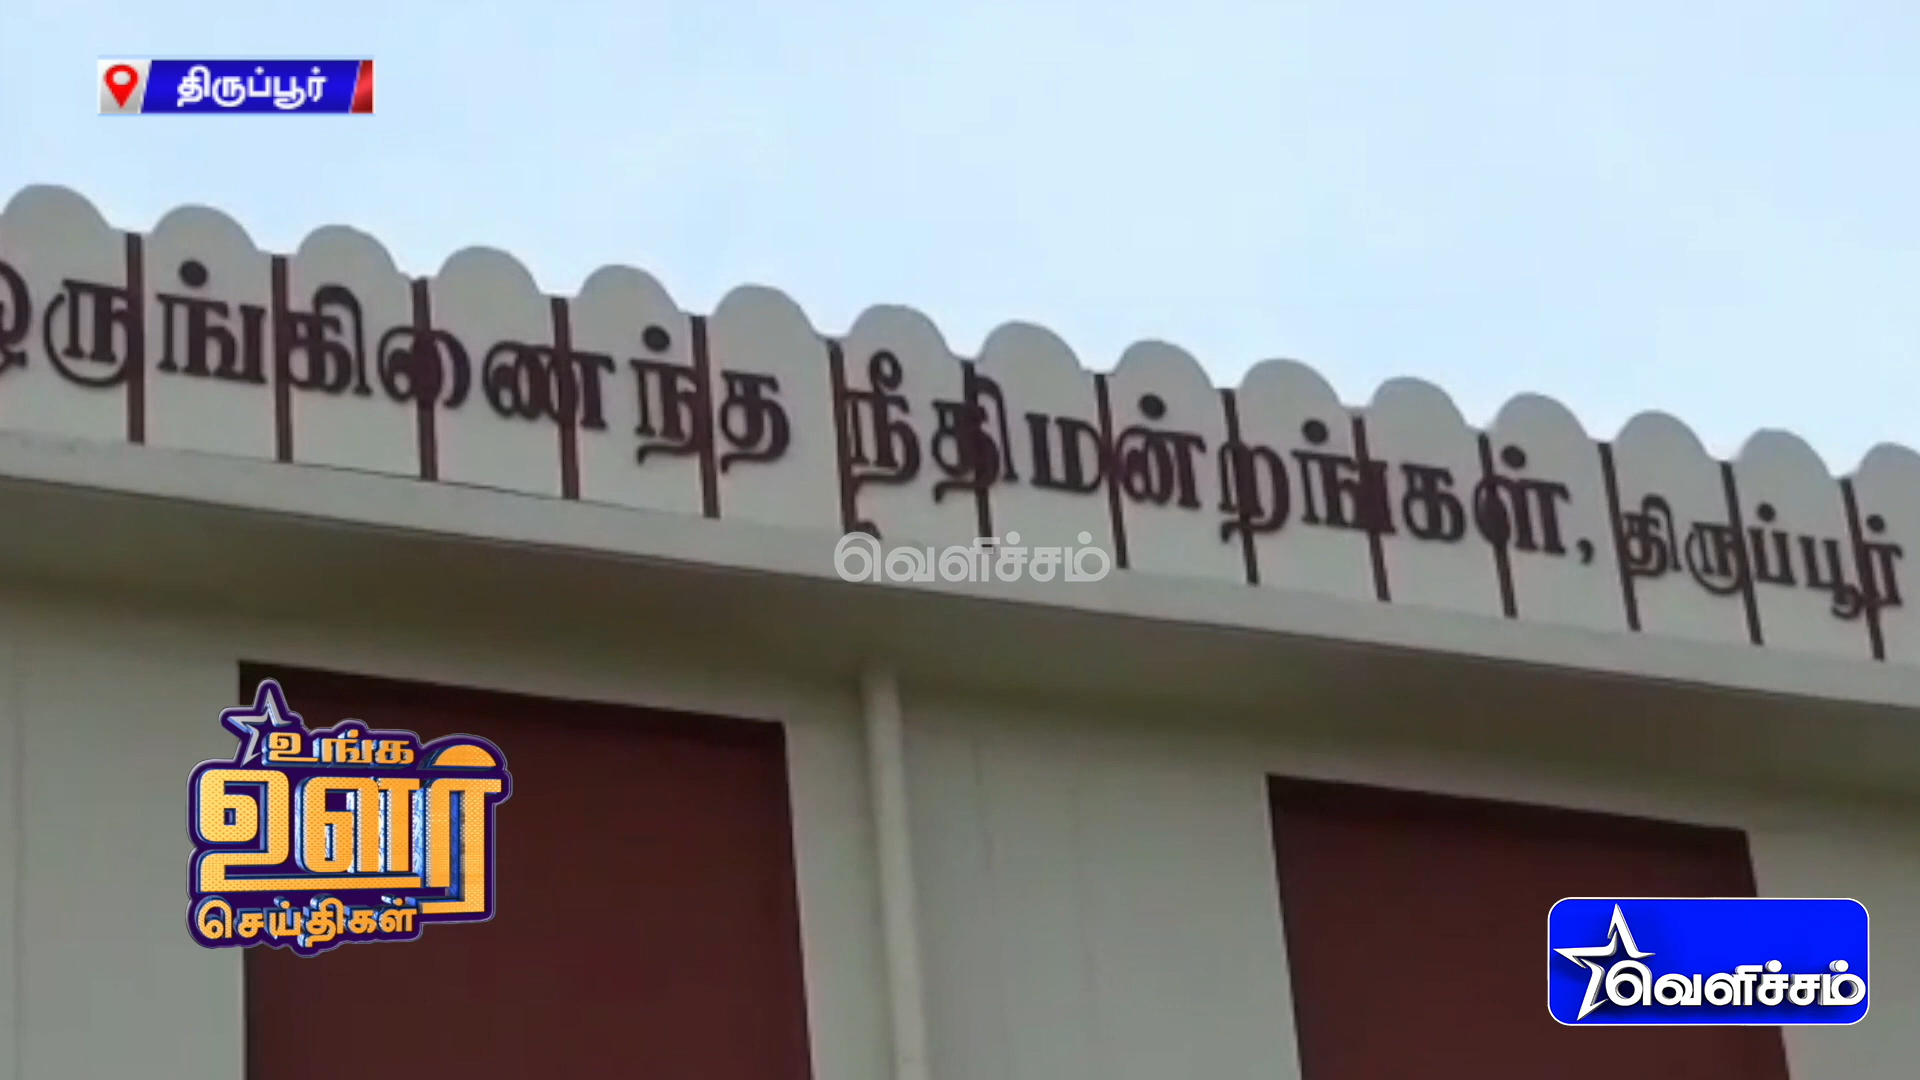 திருப்பூர்
ஒருங்கிணைந்த நீதிமன்றங்கள், திருப்பூர்
வெளிச்சம்
உங்க
ஊர்
செய்திகள்
வெளிச்சம்